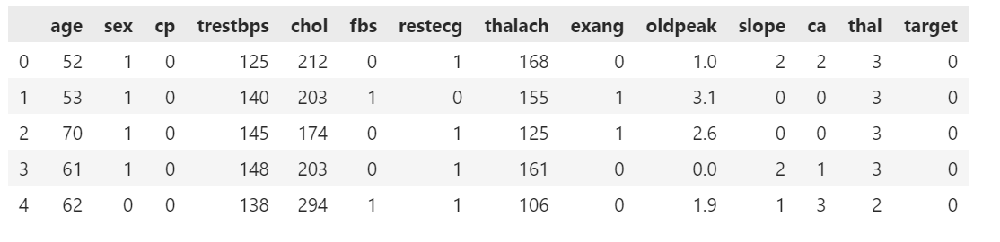 age sex cp trestbps chol fbs restecg thalach exang oldpeak slope ca thal target
0 52 1 0 125 212 0 1 168 0 1.0 2 2 3 0
1 53 1 0 140 203 1 0 155 1 3.1 0 0 3 0
2 70 1 0 145 174 0 1 125 1 2.6 0 0 3 0
3 61 1 0 148 203 0 1 161 0 0.0 2 1 3 0
4 62 0 0 138 294 1 1 106 0 1.9 1 3 2 0